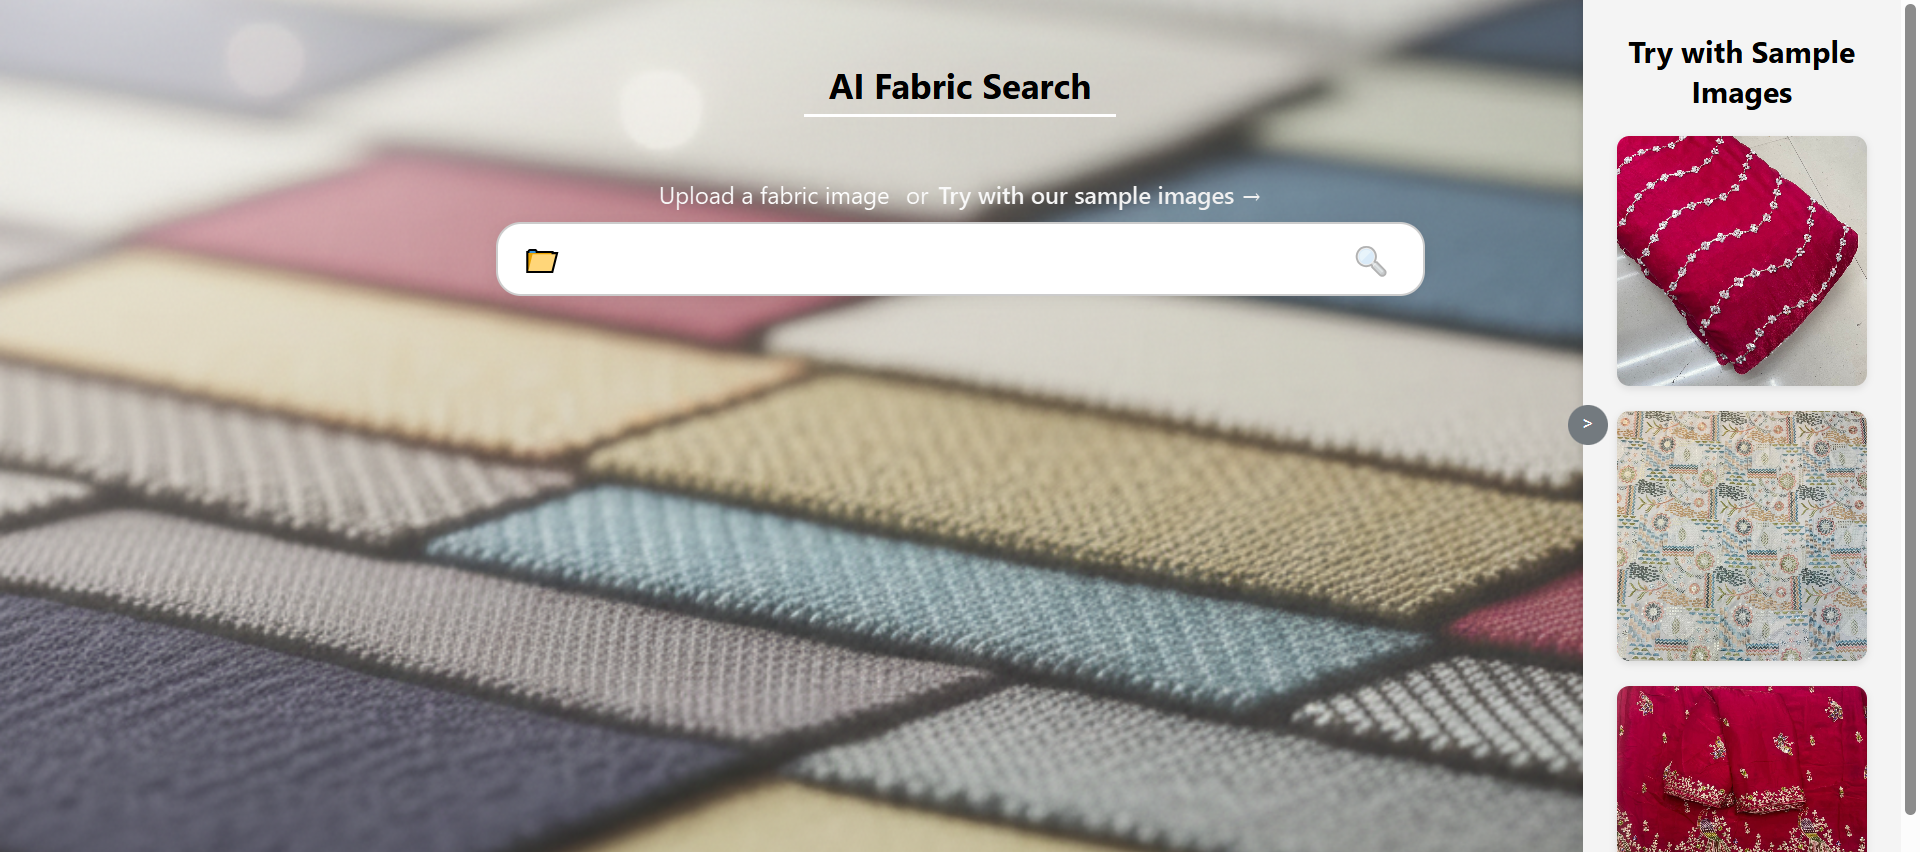 AI Fabric Search
Upload a fabric image or Try with our sample images →
Try with Sample
Images
>